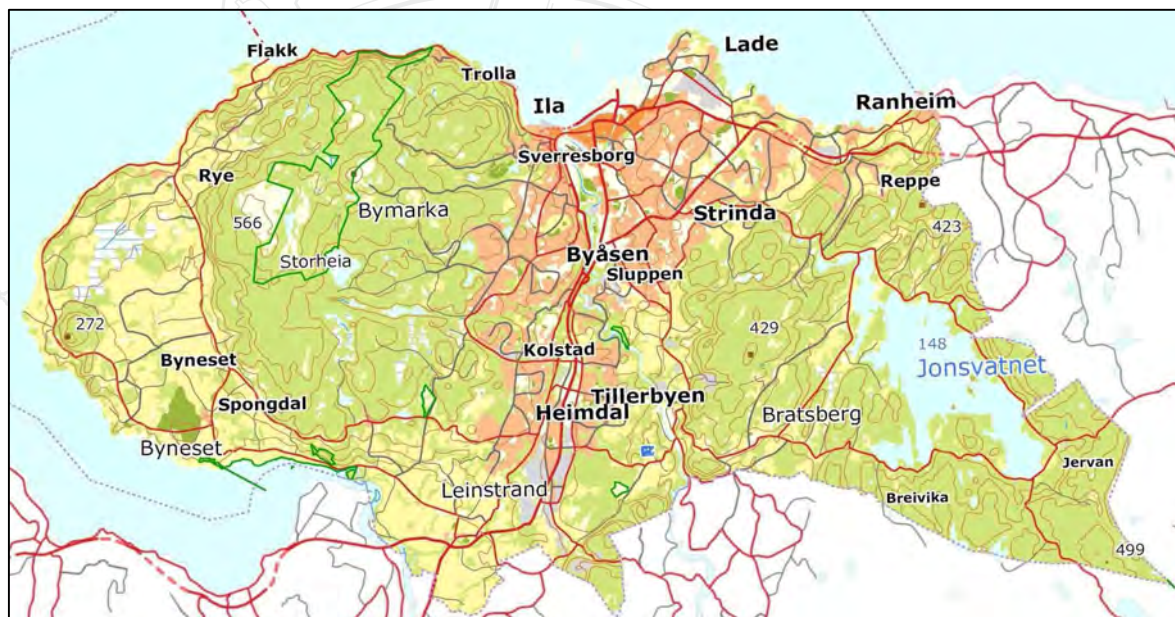 Flakk
Trolla
Lade
Ila
Ranheim
Sverresborg
Rye
Reppe
Bymarka
Strinda
566
423
Storheia
Byåsen
Sluppen
272
429
148
Kolstad
Jonsvatnet
Byneset
Tillerbyen
Spongdal
Heimdal
Bratsberg
Byneset
Jervan
Leinstrand
Breivika
499